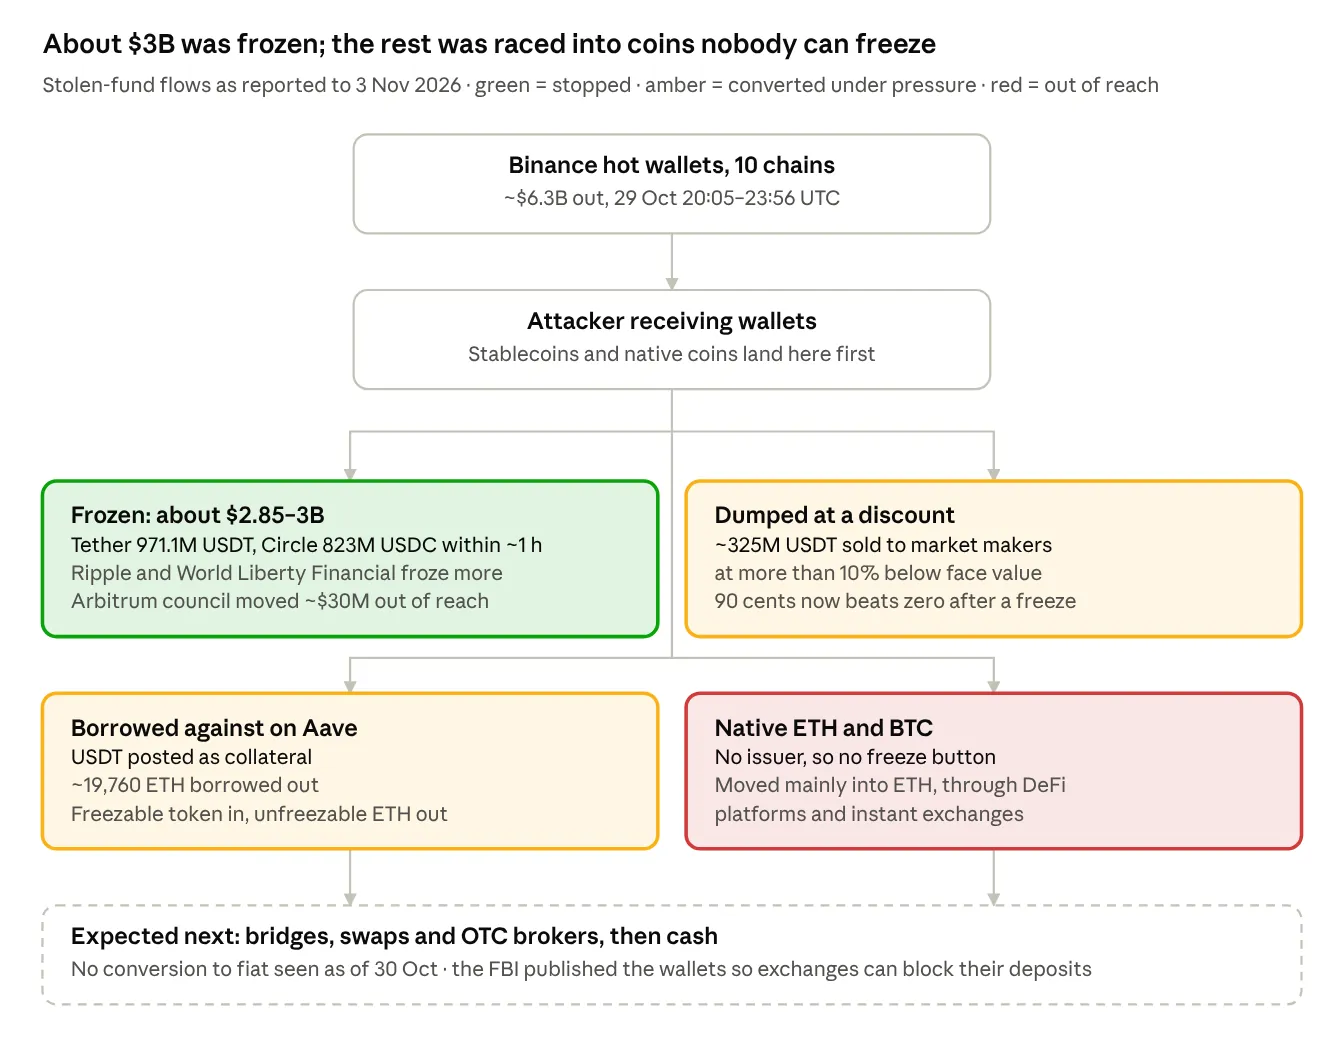 About $3B was frozen; the rest was raced into coins nobody can freeze
Stolen-fund flows as reported to 3 Nov 2026 · green = stopped · amber = converted under pressure · red = out of reach
Binance hot wallets, 10 chains
~$6.3B out, 29 Oct 20:05–23:56 UTC
Attacker receiving wallets
Stablecoins and native coins land here first
Frozen: about $2.85–3B
Tether 971.1M USDT, Circle 823M USDC within ~1 h
Ripple and World Liberty Financial froze more
Arbitrum council moved ~$30M out of reach
Dumped at a discount
~325M USDT sold to market makers
at more than 10% below face value
90 cents now beats zero after a freeze
Borrowed against on Aave
USDT posted as collateral
~19,760 ETH borrowed out
Freezable token in, unfreezable ETH out
Native ETH and BTC
No issuer, so no freeze button
Moved mainly into ETH, through DeFi
platforms and instant exchanges
Expected next: bridges, swaps and OTC brokers, then cash
No conversion to fiat seen as of 30 Oct · the FBI published the wallets so exchanges can block their deposits